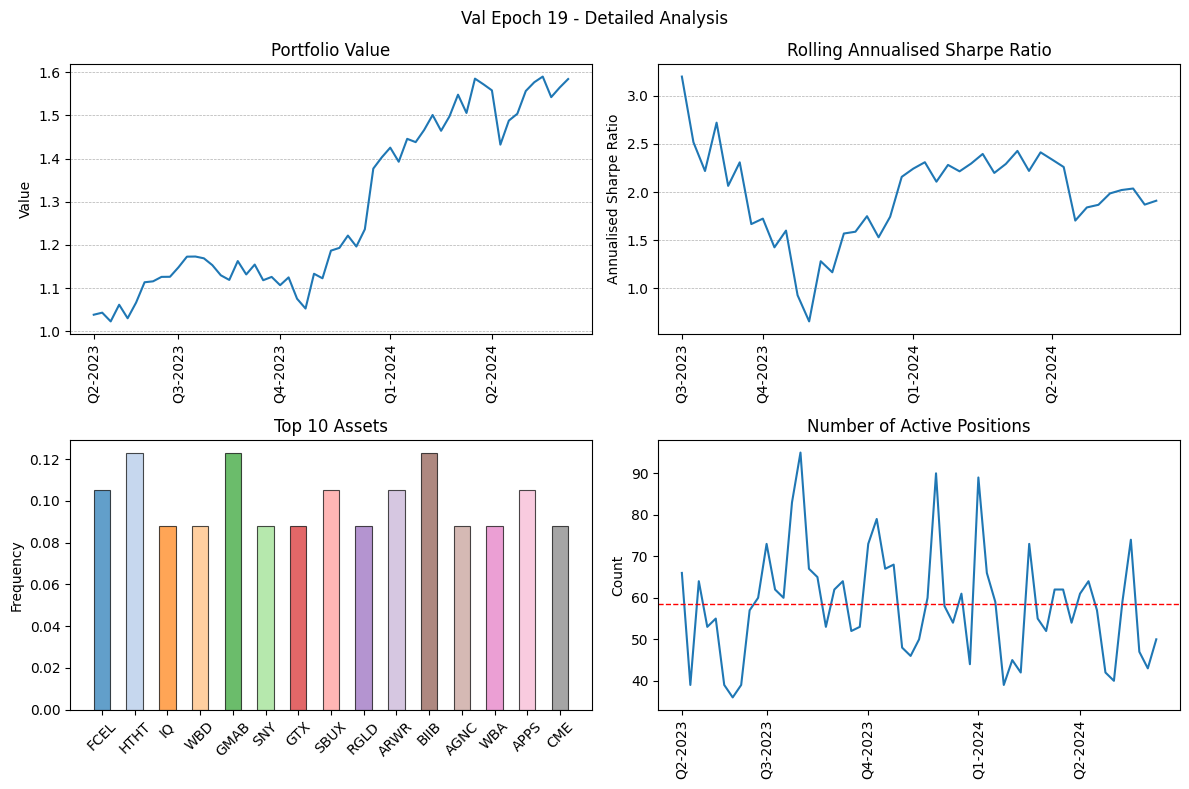 Val Epoch 19 - Detailed Analysis
Portfolio Value
Value
1.6
1.5
1.4
1.3
1.2
1.1
1.0
Q2-2023
Q3-2023
Q4-2023
Q1-2024
Q2-2024
Rolling Annualised Sharpe Ratio
Annualised Sharpe Ratio
3.0
2.5
2.0
1.5
1.0
Q3-2023
Q4-2023
Q1-2024
Q2-2024
Top 10 Assets
Frequency
0.12
0.10
0.08
0.06
0.04
0.02
0.00
FCEL
HTHT
IQ
WBD
GMAB
SNY
GTX
SBUX
RGLD
ARWR
BIIB
AGNC
WBA
APPS
CME
Number of Active Positions
Count
90
80
70
60
50
40
Q2-2023
Q3-2023
Q4-2023
Q1-2024
Q2-2024